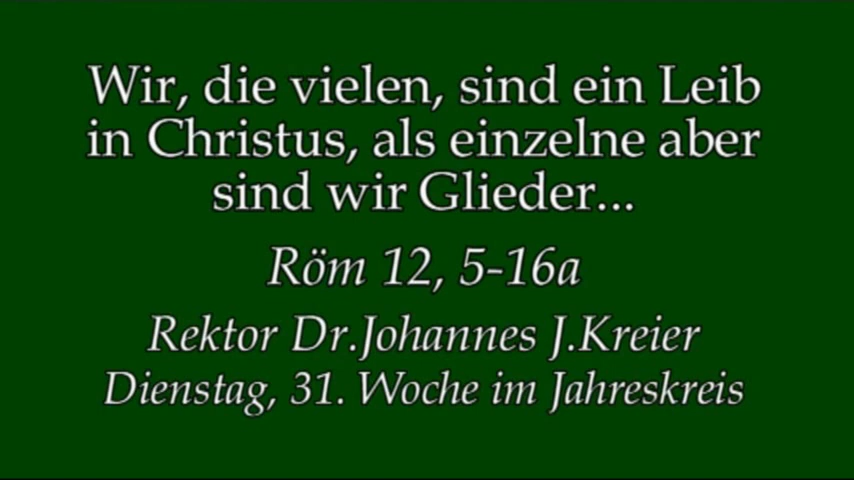 Wir, die vielen, sind ein Leib
in Christus, als einzelne aber
sind wir Glieder...
Röm 12, 5-16a
Rektor Dr.Johannes J.Kreier
Dienstag, 31. Woche im Jahreskreis